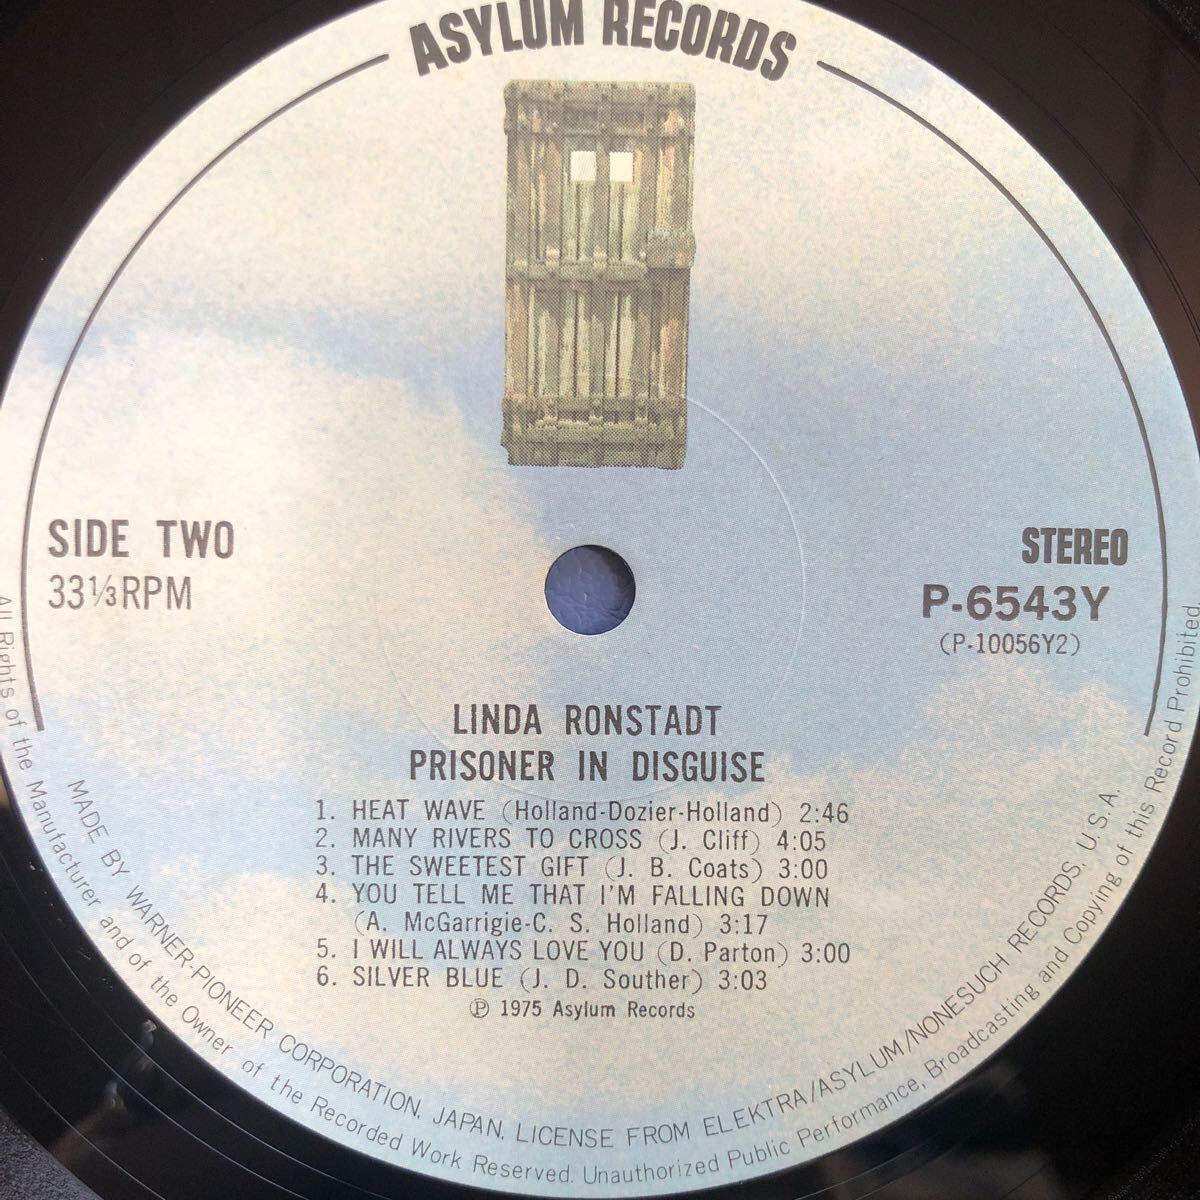 ASYLUM RECORDS
SIDE TWO
33⅓RPM
STEREO
P-6543Y
(P-10056Y2)
LINDA RONSTADT
PRISONER IN DISGUISE
1. HEAT WAVE (Holland-Dozier-Holland) 2:46
2. MANY RIVERS TO CROSS (J. Cliff) 4:05
3. THE SWEETEST GIFT (J. B. Coats) 3:00
4. YOU TELL ME THAT I'M FALLING DOWN
(A. McGarrigie-C. S. Holland) 3:17
5. I WILL ALWAYS LOVE YOU (D. Parton) 3:00
6. SILVER BLUE (J. D. Souther) 3:03
Ⓟ 1975 Asylum Records
MADE BY WARNER-PIONEER CORPORATION, JAPAN. LICENSE FROM ELEKTRA/ASYLUM/NONESUCH RECORDS, U.S.A.
All Rights of the Manufacturer and of the Owner of the Recorded Work Reserved. Unauthorized Public Performance, Broadcasting and Copying of this Record Prohibited